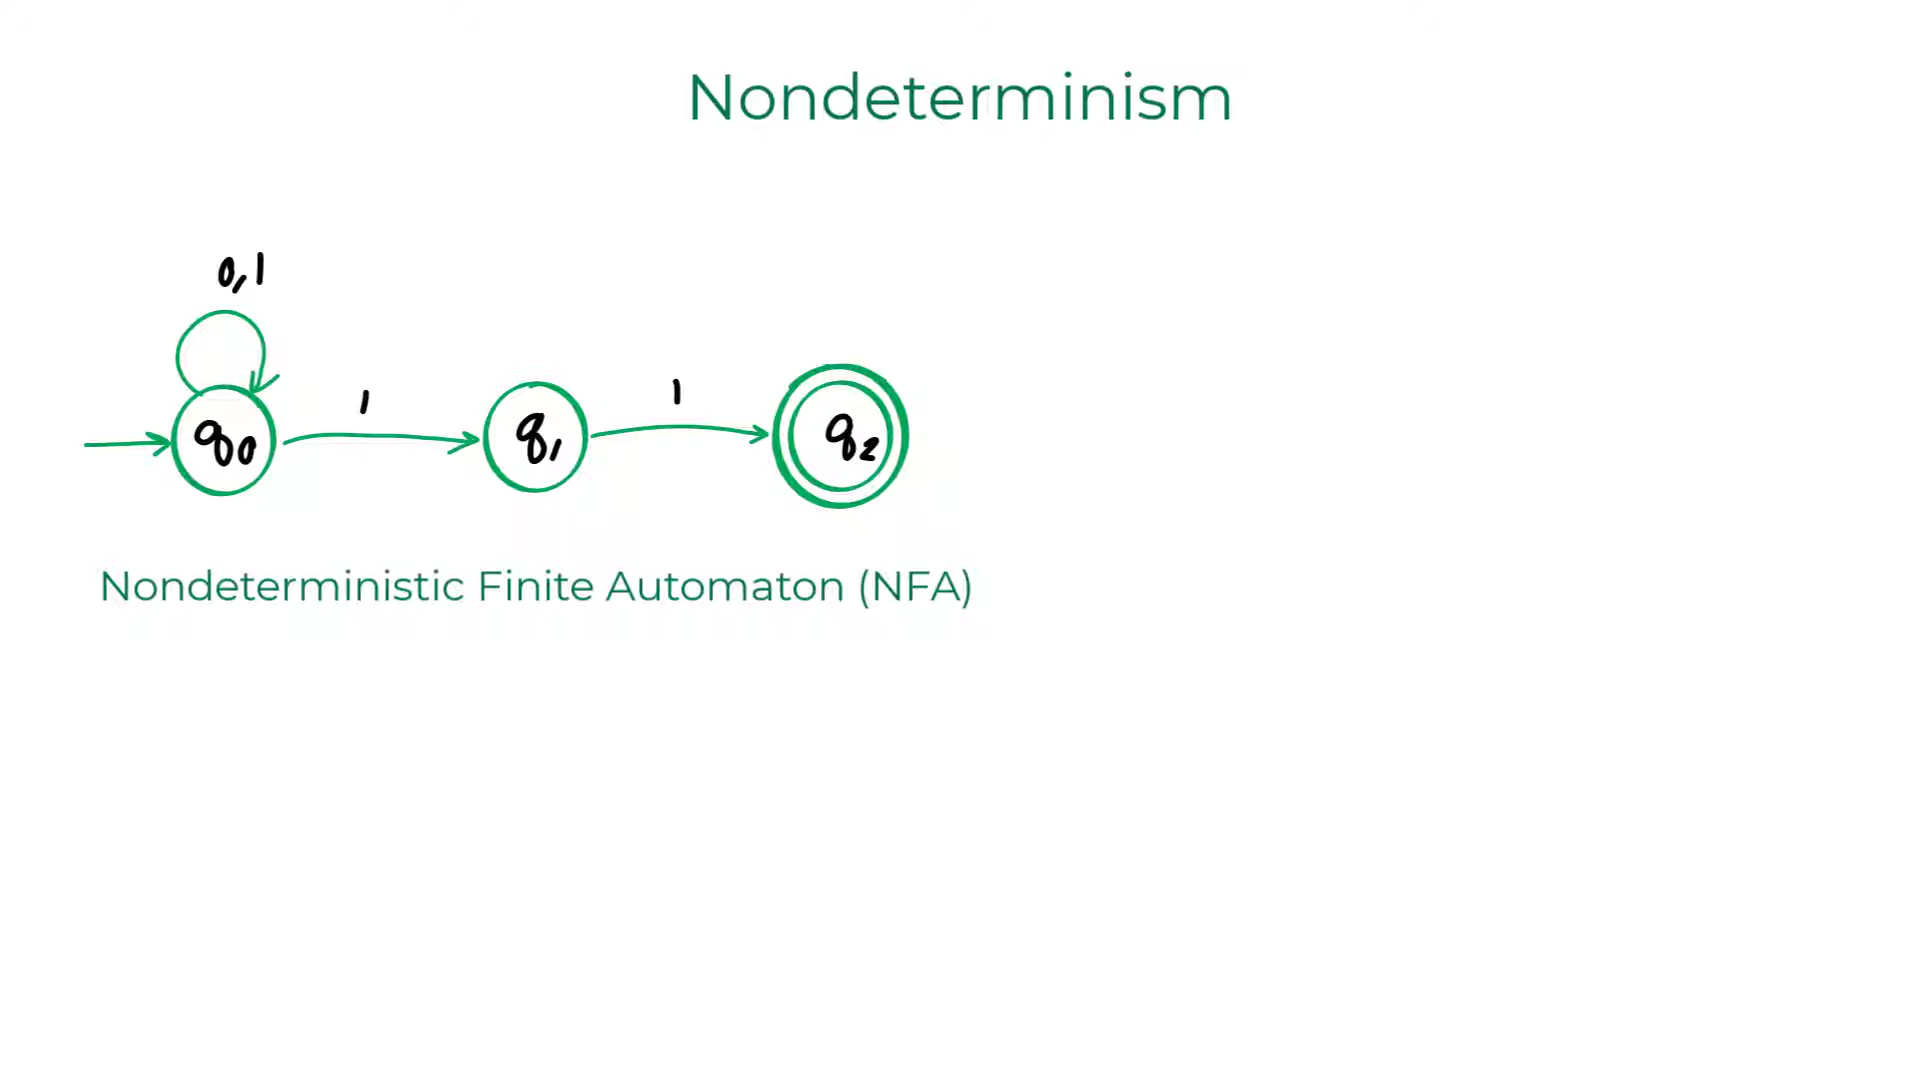 Nondeterminism
0,1
1
1
q0
q1
q2
Nondeterministic Finite Automaton (NFA)